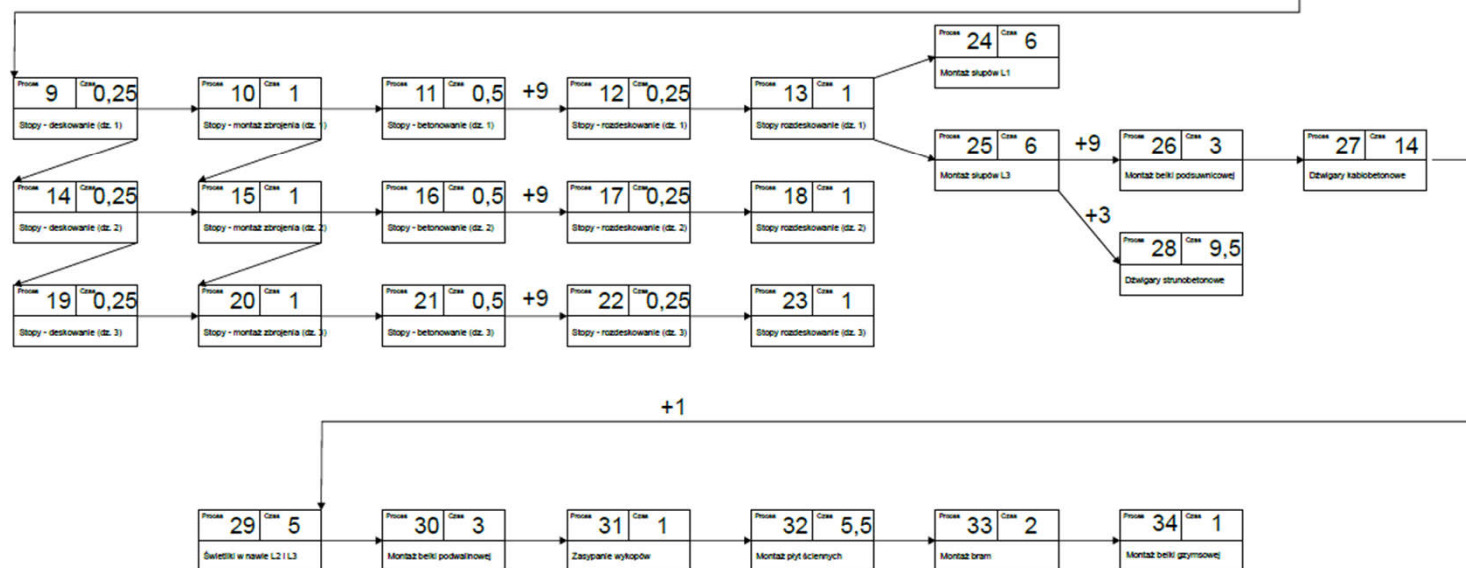 Proces 24 Czas 6
Montaż słupów L1
Proces 9 Czas 0,25
Stopy - deskowanie (dz. 1)
Proces 10 Czas 1
Stopy - montaż zbrojenia (dz. 1)
Proces 11 Czas 0,5
Stopy - betonowanie (dz. 1)
+9
Proces 12 Czas 0,25
Stopy - rozdeskowanie (dz. 1)
Proces 13 Czas 1
Stopy rozdeskowanie (dz. 1)
Proces 25 Czas 6
Montaż słupów L3
+9
Proces 26 Czas 3
Montaż belki podsuwnicowej
Proces 27 Czas 14
Dźwigary kablobetonowe
Proces 14 Czas 0,25
Stopy - deskowanie (dz. 2)
Proces 15 Czas 1
Stopy - montaż zbrojenia (dz. 2)
Proces 16 Czas 0,5
Stopy - betonowanie (dz. 2)
+9
Proces 17 Czas 0,25
Stopy - rozdeskowanie (dz. 2)
Proces 18 Czas 1
Stopy rozdeskowanie (dz. 2)
+3
Proces 28 Czas 9,5
Dźwigary strunobetonowe
Proces 19 Czas 0,25
Stopy - deskowanie (dz. 3)
Proces 20 Czas 1
Stopy - montaż zbrojenia (dz. 3)
Proces 21 Czas 0,5
Stopy - betonowanie (dz. 3)
+9
Proces 22 Czas 0,25
Stopy - rozdeskowanie (dz. 3)
Proces 23 Czas 1
Stopy rozdeskowanie (dz. 3)
+1
Proces 29 Czas 5
Świetliki w nawie L2 i L3
Proces 30 Czas 3
Montaż belki podwalinowej
Proces 31 Czas 1
Zasypanie wykopów
Proces 32 Czas 5,5
Montaż płyt ściennych
Proces 33 Czas 2
Montaż bram
Proces 34 Czas 1
Montaż belki gzymsowej